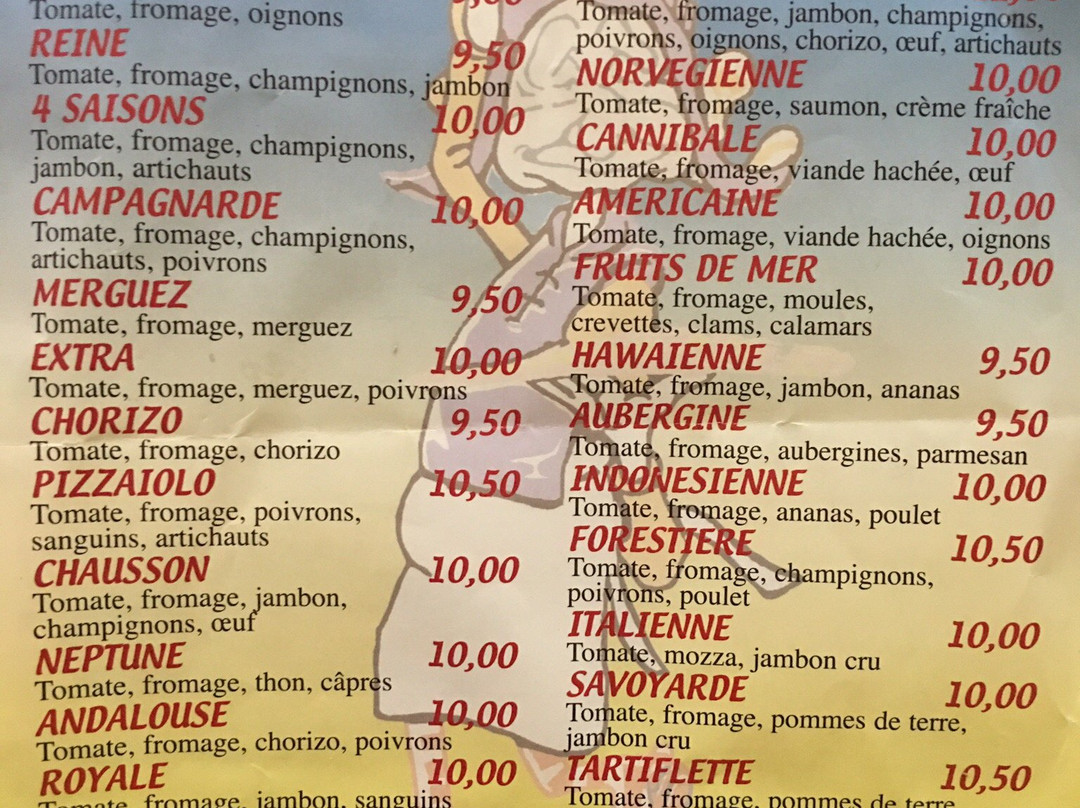 Tomate, fromage, oignons
REINE 9,50
Tomate, fromage, champignons, jambon
4 SAISONS 10,00
Tomate, fromage, champignons,
jambon, artichauts
CAMPAGNARDE 10,00
Tomate, fromage, champignons,
artichauts, poivrons
MERGUEZ 9,50
Tomate, fromage, merguez
EXTRA 10,00
Tomate, fromage, merguez, poivrons
CHORIZO 9,50
Tomate, fromage, chorizo
PIZZAIOLO 10,50
Tomate, fromage, poivrons,
sanguins, artichauts
CHAUSSON 10,00
Tomate, fromage, jambon,
champignons, œuf
NEPTUNE 10,00
Tomate, fromage, thon, câpres
ANDALOUSE 10,00
Tomate, fromage, chorizo, poivrons
ROYALE 10,00
Tomate, fromage, jambon, sanguins
Tomate, fromage, jambon, champignons,
poivrons, oignons, chorizo, œuf, artichauts
NORVEGIENNE 10,00
Tomate, fromage, saumon, crème fraîche
CANNIBALE 10,00
Tomate, fromage, viande hachée, œuf
AMERICAINE 10,00
Tomate, fromage, viande hachée, oignons
FRUITS DE MER 10,00
Tomate, fromage, moules,
crevettes, clams, calamars
HAWAIENNE 9,50
Tomate, fromage, jambon, ananas
AUBERGINE 9,50
Tomate, fromage, aubergines, parmesan
INDONESIENNE 10,00
Tomate, fromage, ananas, poulet
FORESTIERE 10,50
Tomate, fromage, champignons,
poivrons, poulet
ITALIENNE 10,00
Tomate, mozza, jambon cru
SAVOYARDE 10,00
Tomate, fromage, pommes de terre,
jambon cru
TARTIFLETTE 10,50
Tomate, fromage, pommes de terre